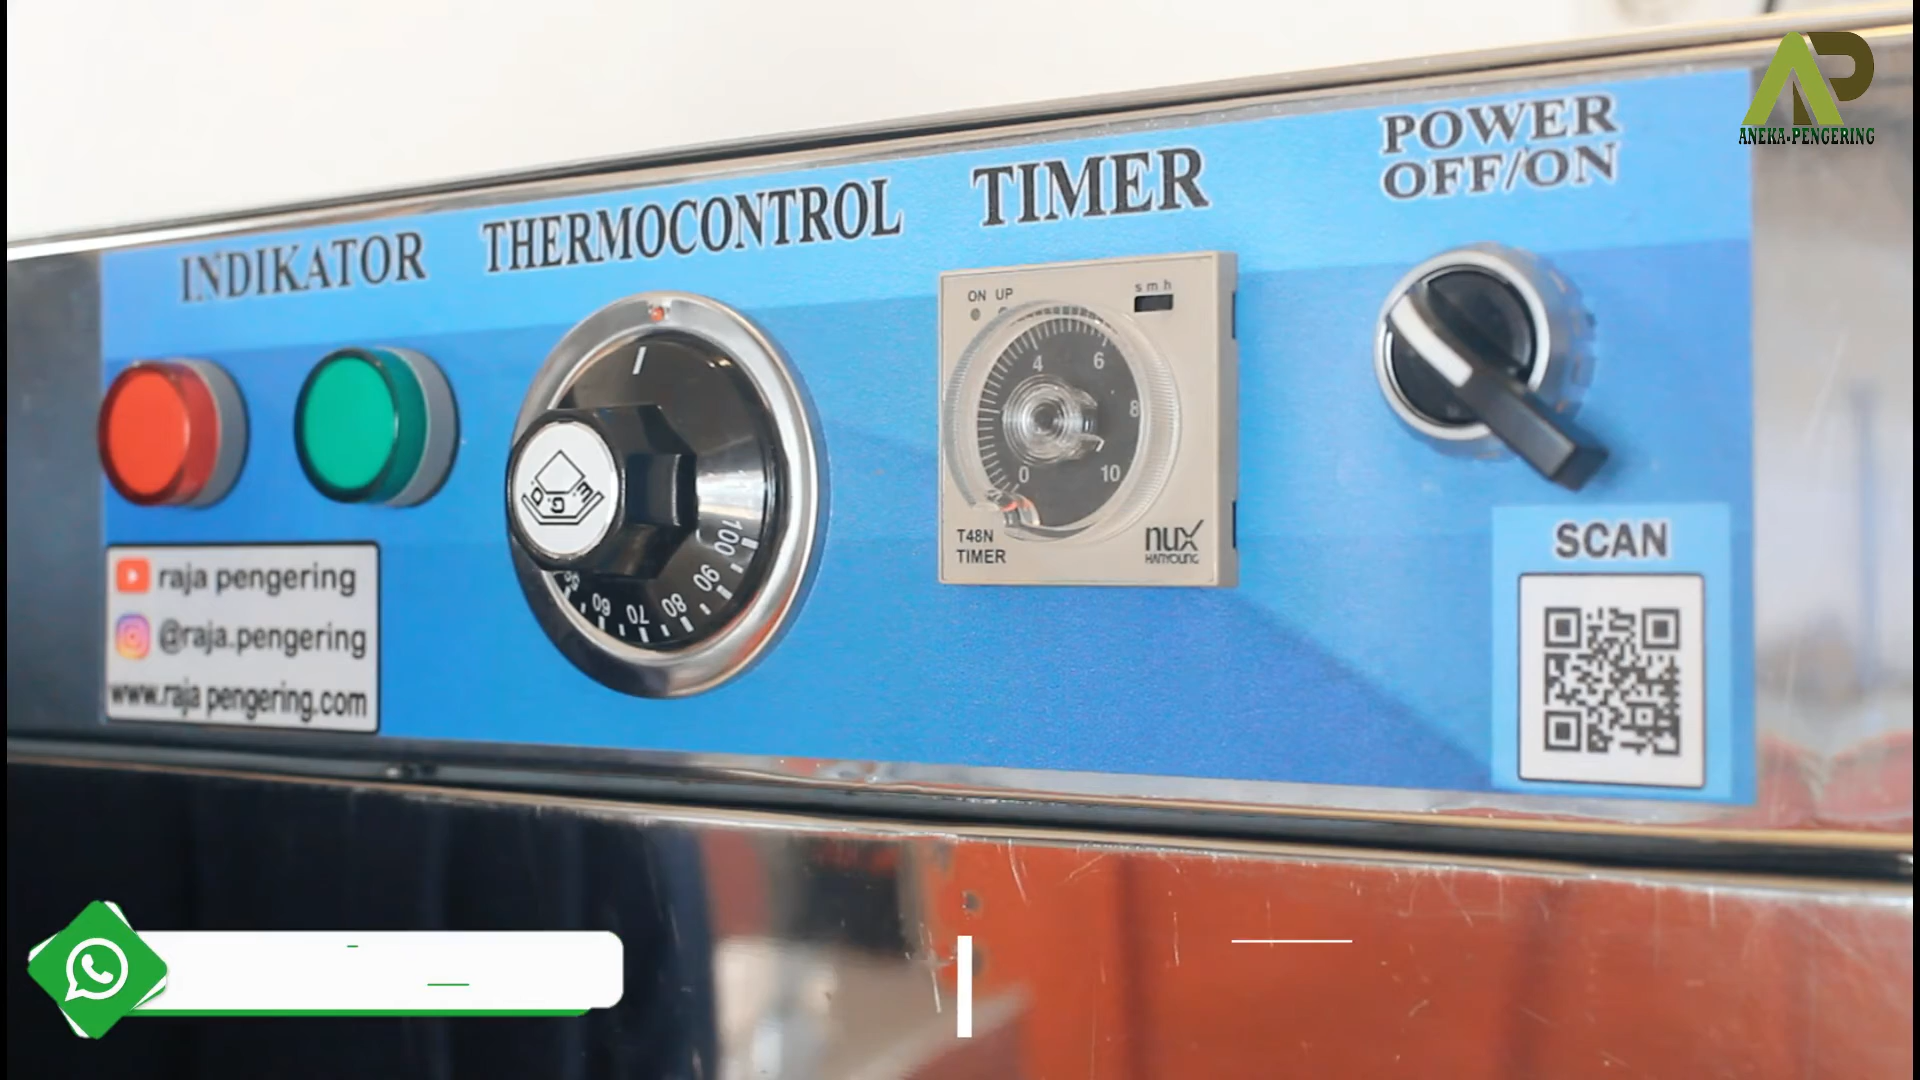 ANEKA-PENGERING
INDIKATOR
THERMOCONTROL
TIMER
POWER
OFF/ON
ON UP
s m h
4 6
8
0 10
T48N
TIMER
nux
HANYOUNG
100
90
80
70
60
SCAN
raja pengering
@raja.pengering
www.raja pengering.com